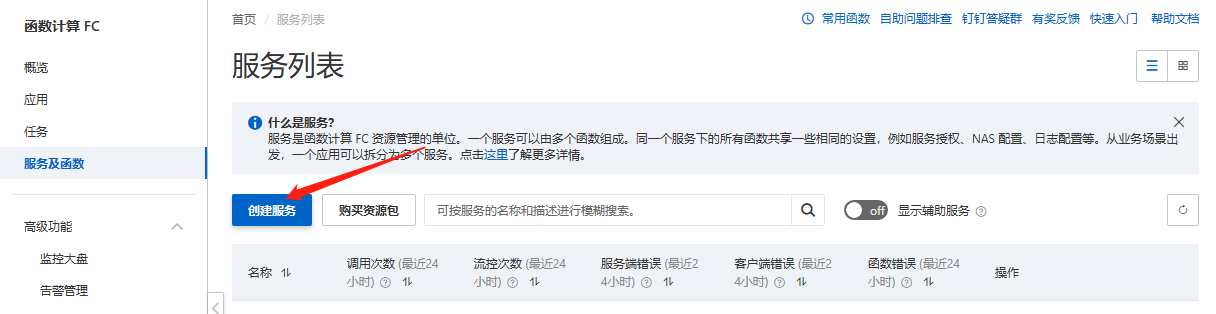 函数计算 FC
概览
应用
任务
服务及函数
高级功能
监控大盘
告警管理
首页 / 服务列表
常用函数 自助问题排查 钉钉答疑群 有奖反馈 快速入门 帮助文档
服务列表
什么是服务?
服务是函数计算 FC 资源管理的单位。一个服务可以由多个函数组成。同一个服务下的所有函数共享一些相同的设置，例如服务授权、NAS 配置、日志配置等。从业务场景出
发，一个应用可以拆分为多个服务。点击这里了解更多详情。
创建服务 购买资源包 可按服务的名称和描述进行模糊搜索。 off 显示辅助服务
名称 调用次数 (最近24 流控次数 (最近24 服务端错误 (最近2 客户端错误 (最近2 函数错误 (最近24 操作
小时) 小时) 4小时) 4小时) 小时)